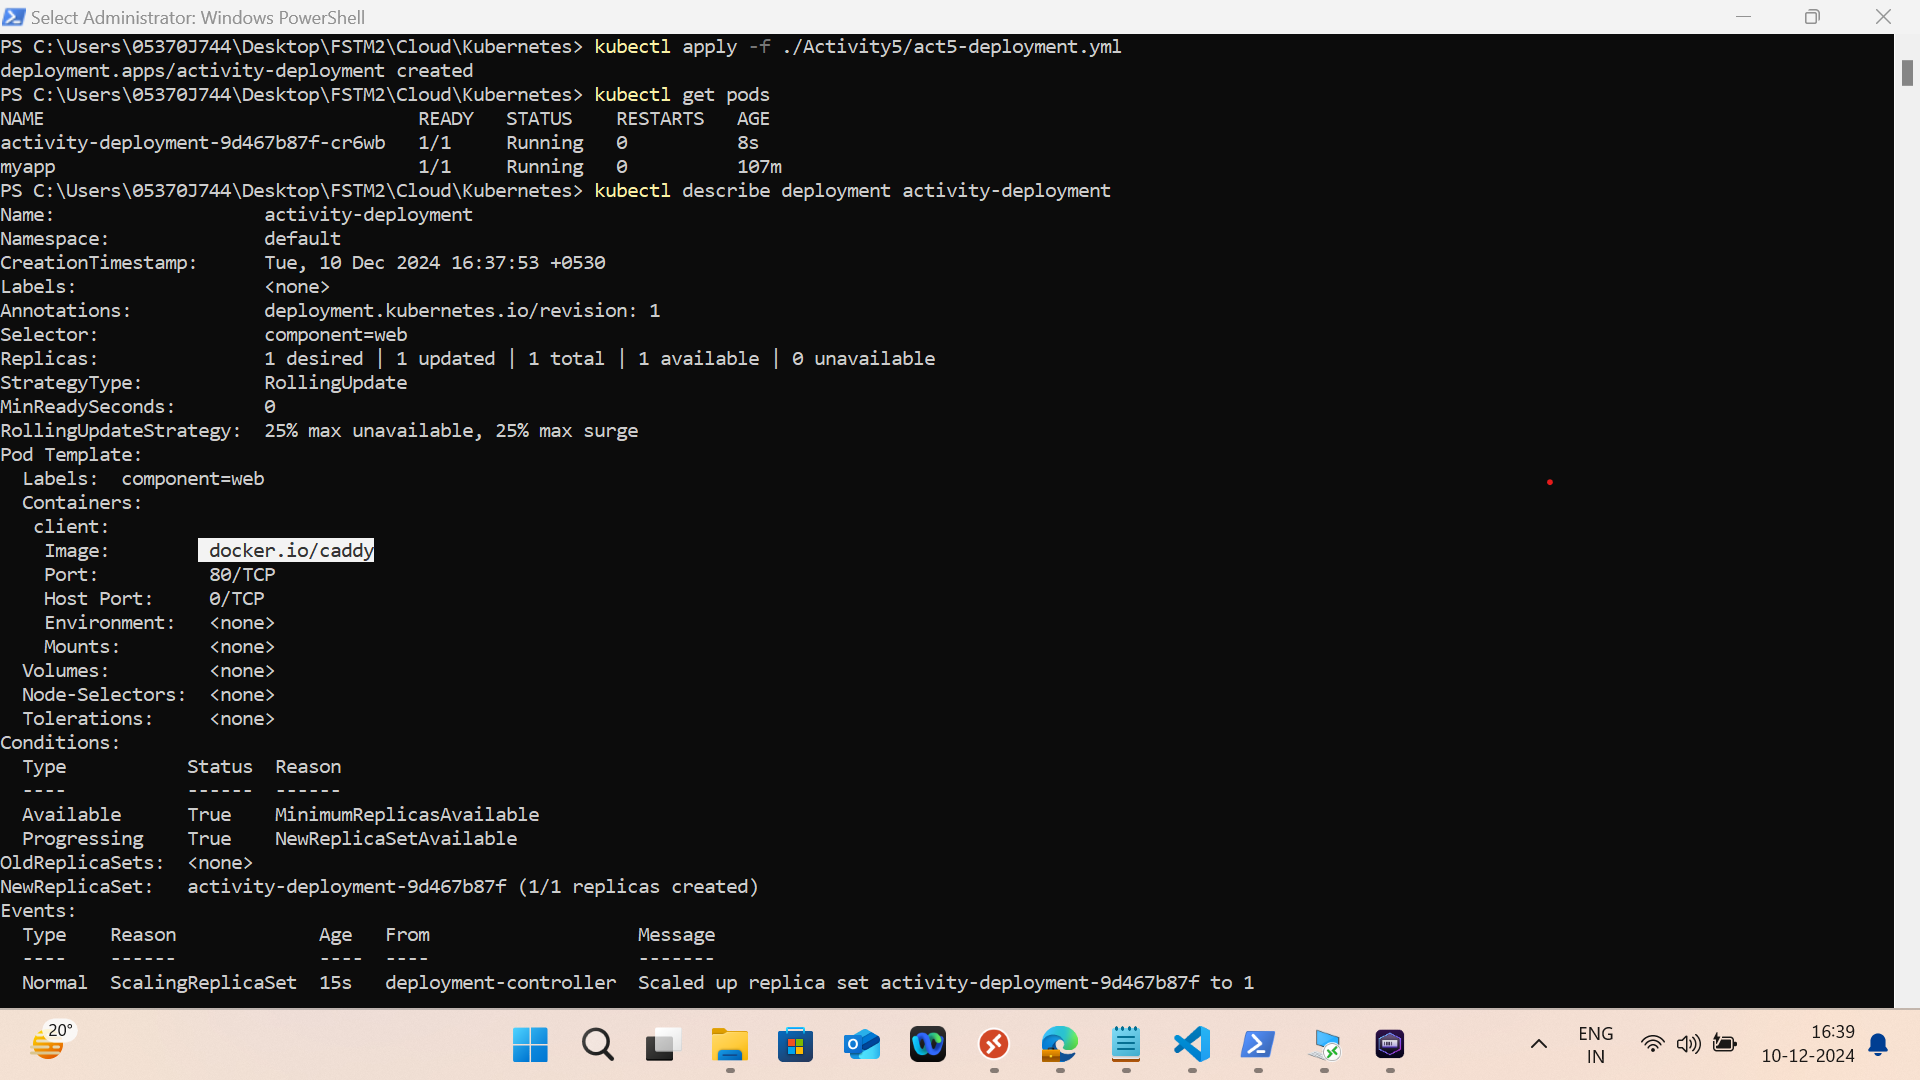 Select Administrator: Windows PowerShell
PS C:\Users\05370J744\Desktop\FSTM2\Cloud\Kubernetes> kubectl apply -f ./Activity5/act5-deployment.yml
deployment.apps/activity-deployment created
PS C:\Users\05370J744\Desktop\FSTM2\Cloud\Kubernetes> kubectl get pods
NAME READY STATUS RESTARTS AGE
activity-deployment-9d467b87f-cr6wb 1/1 Running 0 8s
myapp 1/1 Running 0 107m
PS C:\Users\05370J744\Desktop\FSTM2\Cloud\Kubernetes> kubectl describe deployment activity-deployment
Name: activity-deployment
Namespace: default
CreationTimestamp: Tue, 10 Dec 2024 16:37:53 +0530
Labels: <none>
Annotations: deployment.kubernetes.io/revision: 1
Selector: component=web
Replicas: 1 desired | 1 updated | 1 total | 1 available | 0 unavailable
StrategyType: RollingUpdate
MinReadySeconds: 0
RollingUpdateStrategy: 25% max unavailable, 25% max surge
Pod Template:
Labels: component=web
Containers:
client:
Image: docker.io/caddy
Port: 80/TCP
Host Port: 0/TCP
Environment: <none>
Mounts: <none>
Volumes: <none>
Node-Selectors: <none>
Tolerations: <none>
Conditions:
Type Status Reason
---- ------ ------
Available True MinimumReplicasAvailable
Progressing True NewReplicaSetAvailable
OldReplicaSets: <none>
NewReplicaSet: activity-deployment-9d467b87f (1/1 replicas created)
Events:
Type Reason Age From Message
---- ------ ---- ---- -------
Normal ScalingReplicaSet 15s deployment-controller Scaled up replica set activity-deployment-9d467b87f to 1
20°
ENG
IN
16:39
10-12-2024